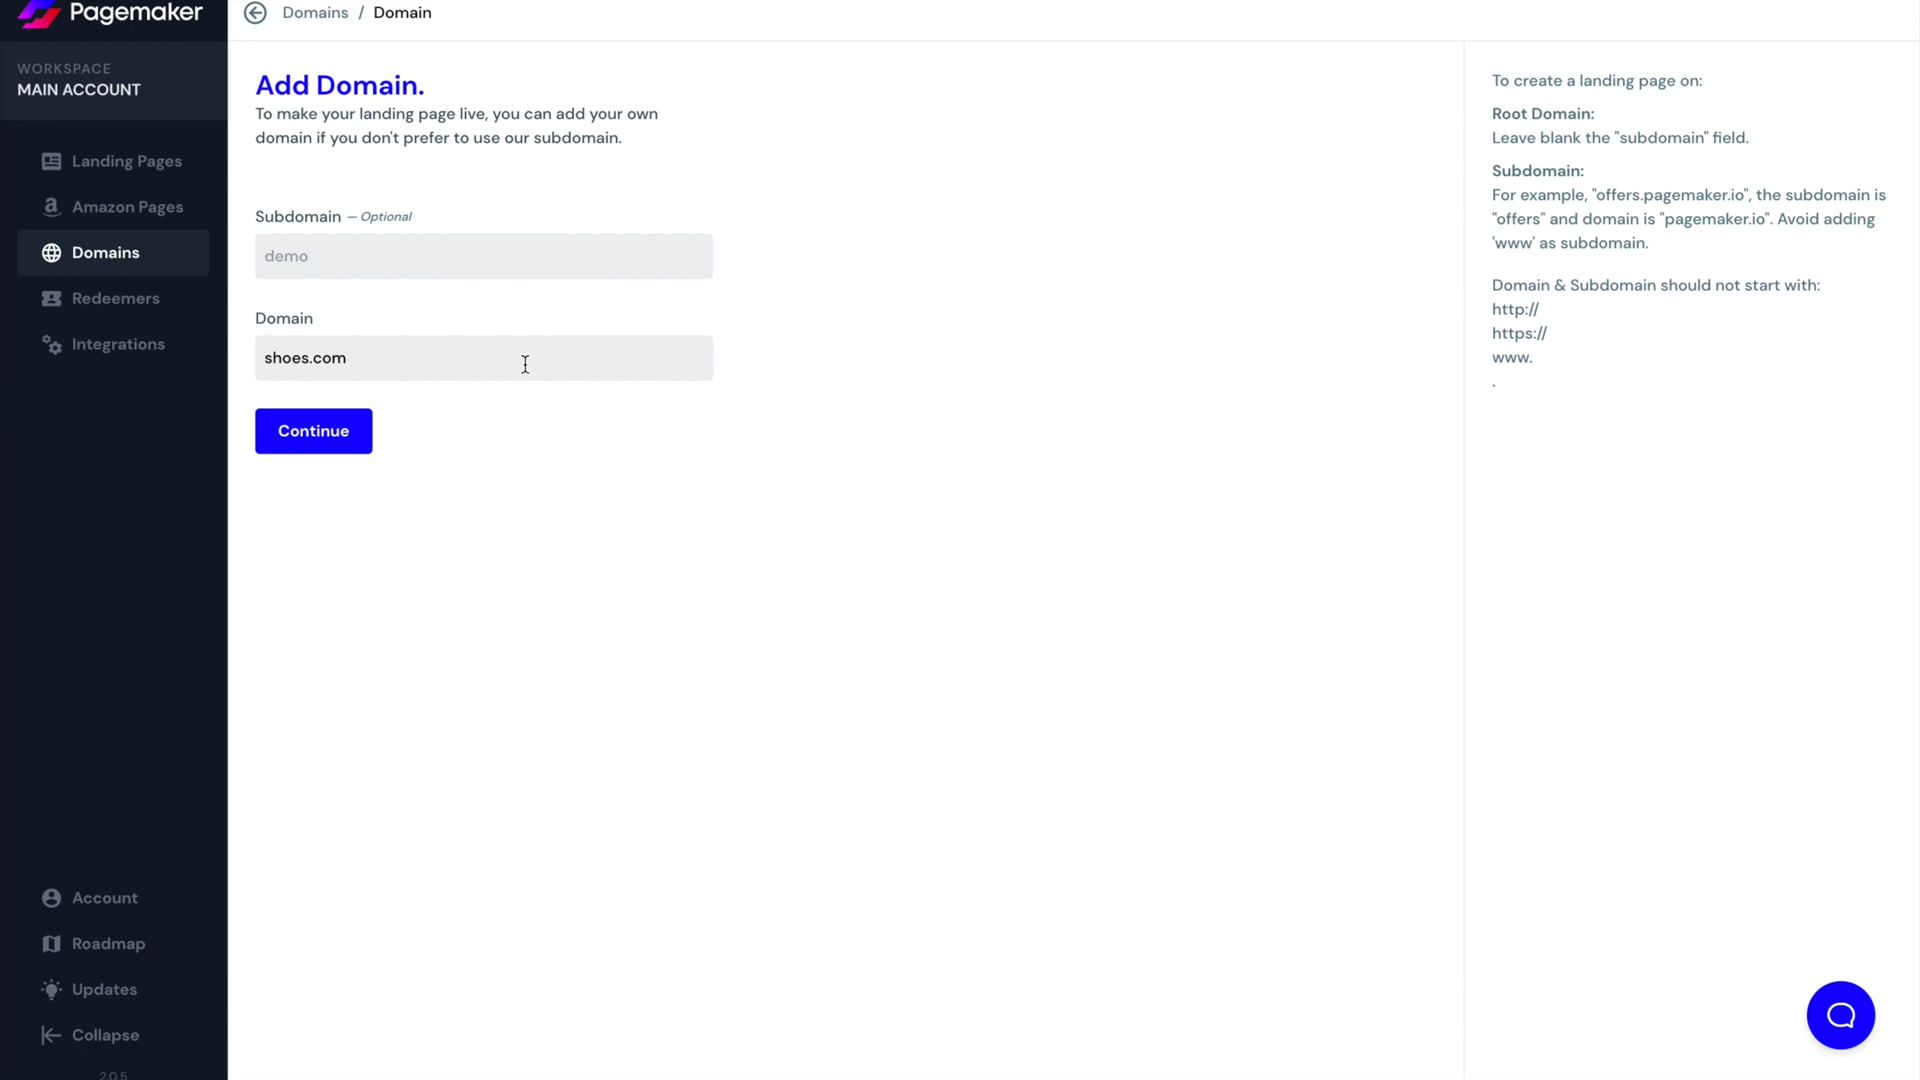 Pagemaker
Domains / Domain
WORKSPACE
MAIN ACCOUNT
Landing Pages
Amazon Pages
Domains
Redeemers
Integrations
Account
Roadmap
Updates
Collapse
2.0.5
Add Domain.
To make your landing page live, you can add your own
domain if you don't prefer to use our subdomain.
Subdomain — Optional
demo
Domain
shoes.com
Continue
To create a landing page on:
Root Domain:
Leave blank the "subdomain" field.
Subdomain:
For example, "offers.pagemaker.io", the subdomain is
"offers" and domain is "pagemaker.io". Avoid adding
'www' as subdomain.
Domain & Subdomain should not start with:
http://
https://
www.
.